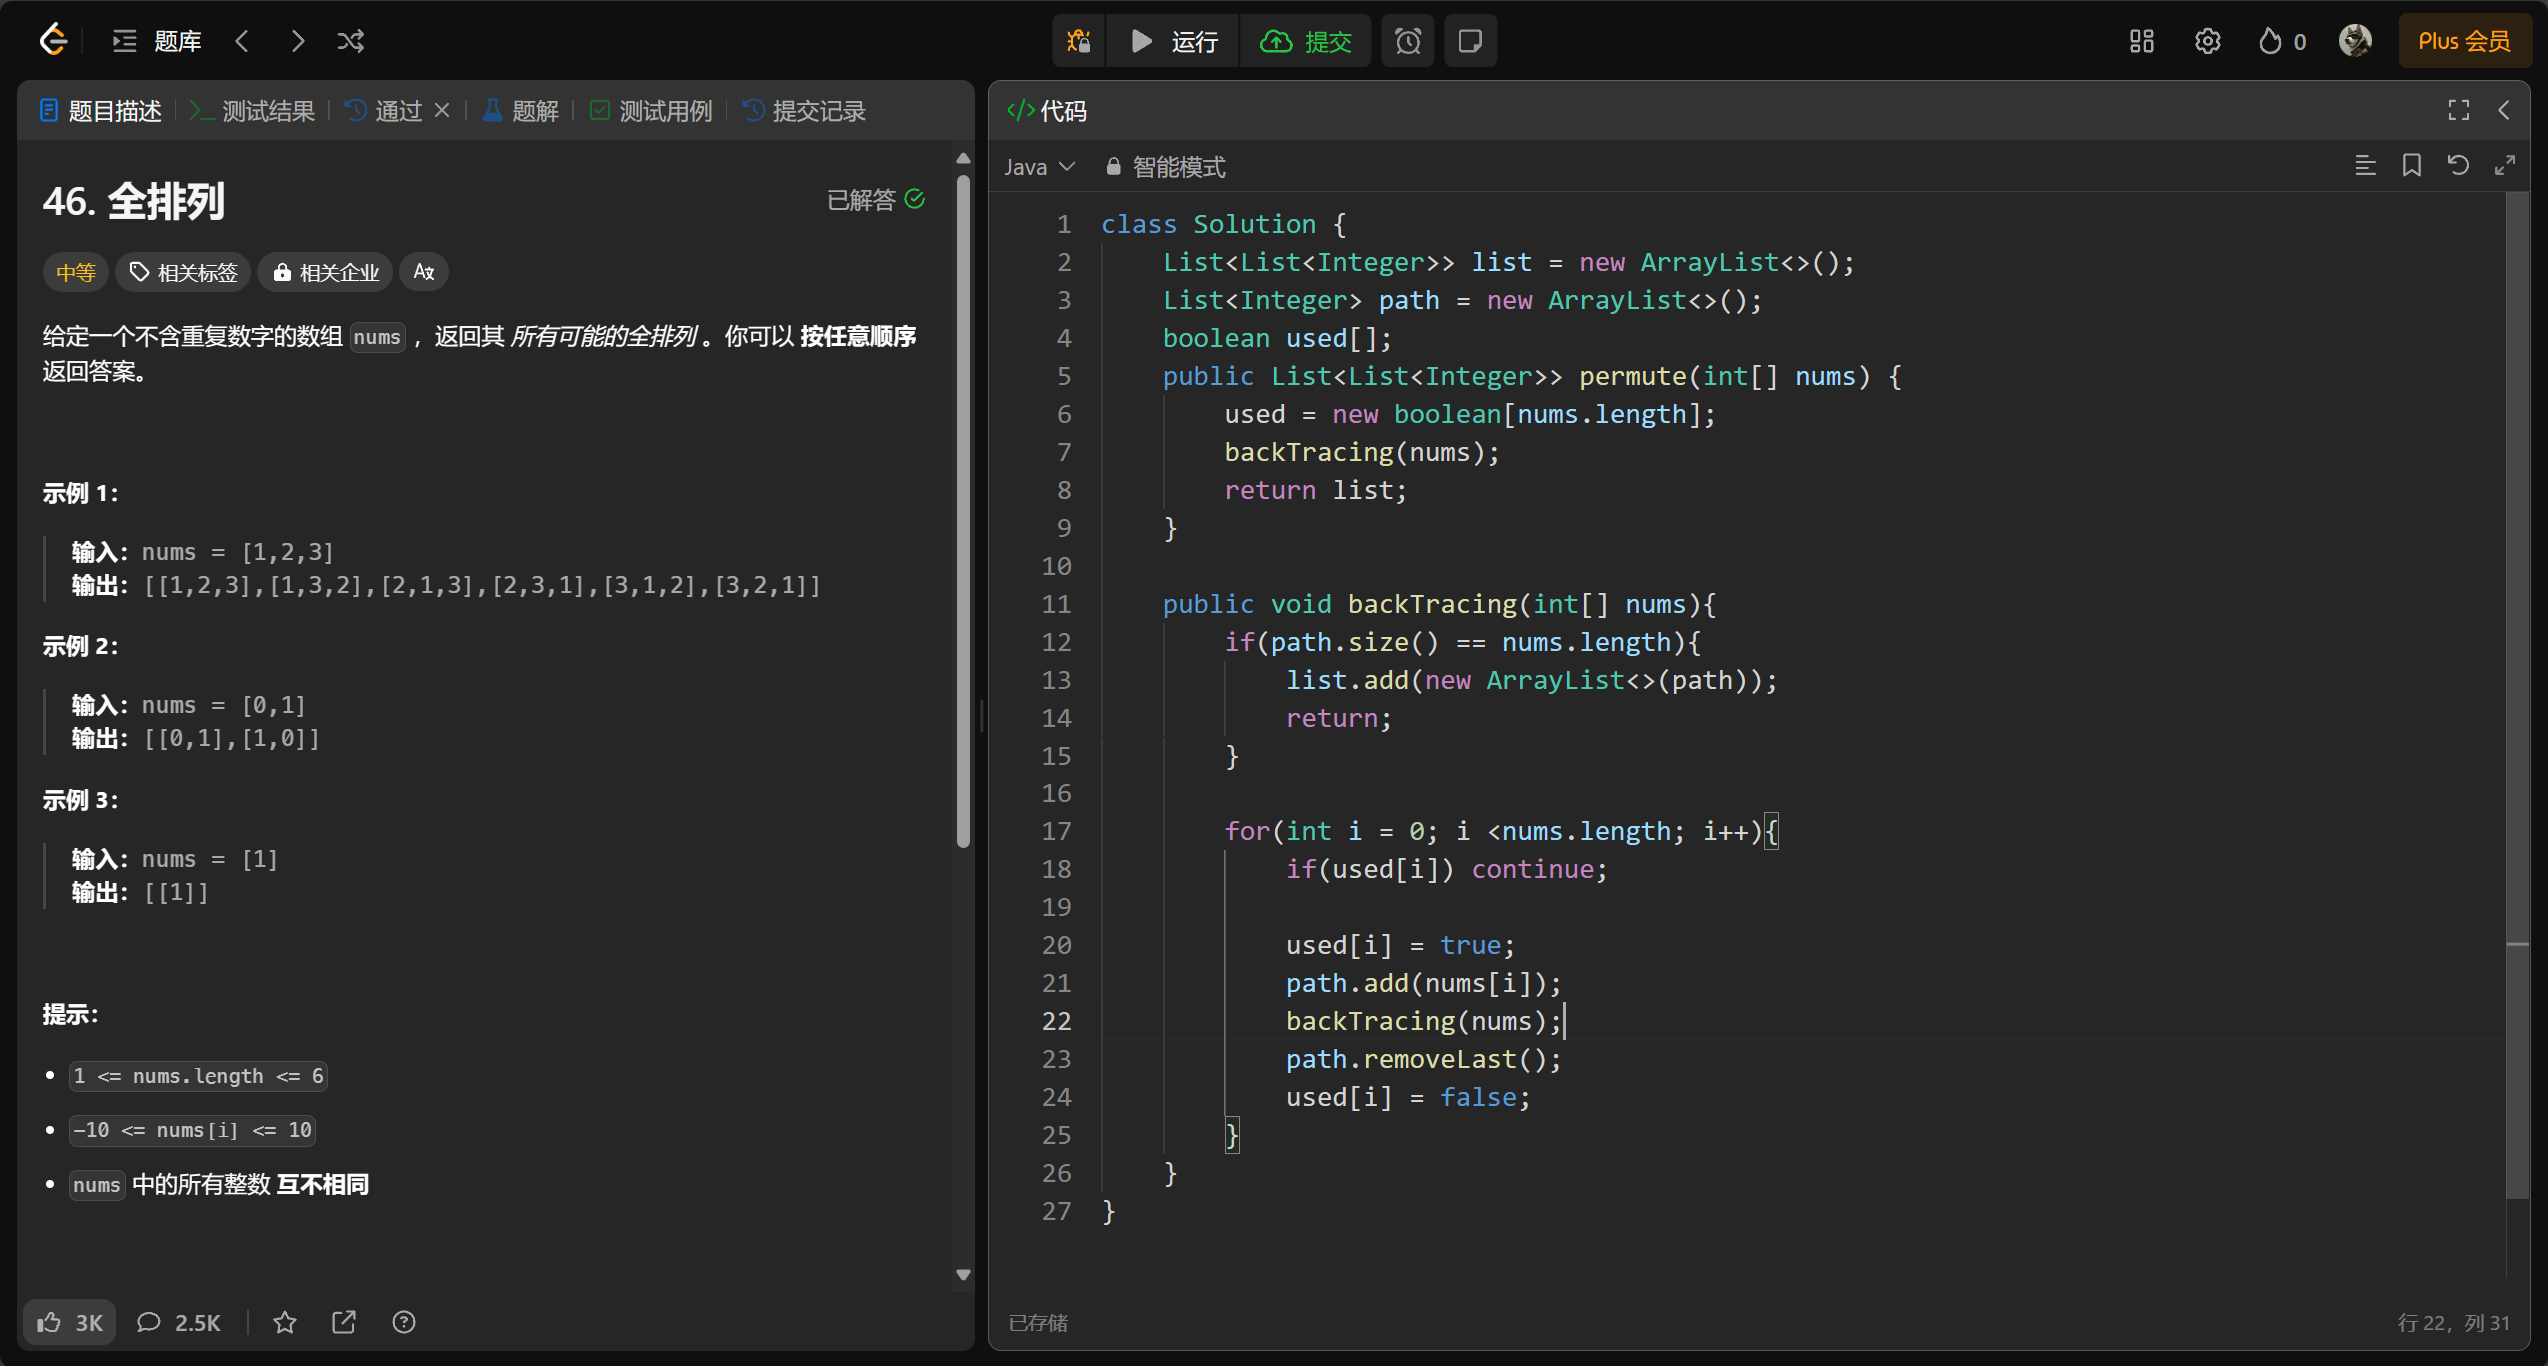 题库
运行
提交
0
Plus 会员
题目描述
测试结果
通过
题解
测试用例
提交记录
46. 全排列
已解答
中等
相关标签
相关企业
给定一个不含重复数字的数组 nums ，返回其 所有可能的全排列 。你可以 按任意顺序
返回答案。
示例 1：
输入：nums = [1,2,3]
输出：[[1,2,3],[1,3,2],[2,1,3],[2,3,1],[3,1,2],[3,2,1]]
示例 2：
输入：nums = [0,1]
输出：[[0,1],[1,0]]
示例 3：
输入：nums = [1]
输出：[[1]]
提示：
1 <= nums.length <= 6
-10 <= nums[i] <= 10
nums 中的所有整数 互不相同
3K
2.5K
</> 代码
Java
智能模式
1 class Solution {
2     List<List<Integer>> list = new ArrayList<>();
3     List<Integer> path = new ArrayList<>();
4     boolean used[];
5     public List<List<Integer>> permute(int[] nums) {
6         used = new boolean[nums.length];
7         backTracing(nums);
8         return list;
9     }
10
11     public void backTracing(int[] nums){
12         if(path.size() == nums.length){
13             list.add(new ArrayList<>(path));
14             return;
15         }
16
17         for(int i = 0; i <nums.length; i++){
18             if(used[i]) continue;
19
20             used[i] = true;
21             path.add(nums[i]);
22             backTracing(nums);
23             path.removeLast();
24             used[i] = false;
25         }
26     }
27 }
已存储
行 22，列 31